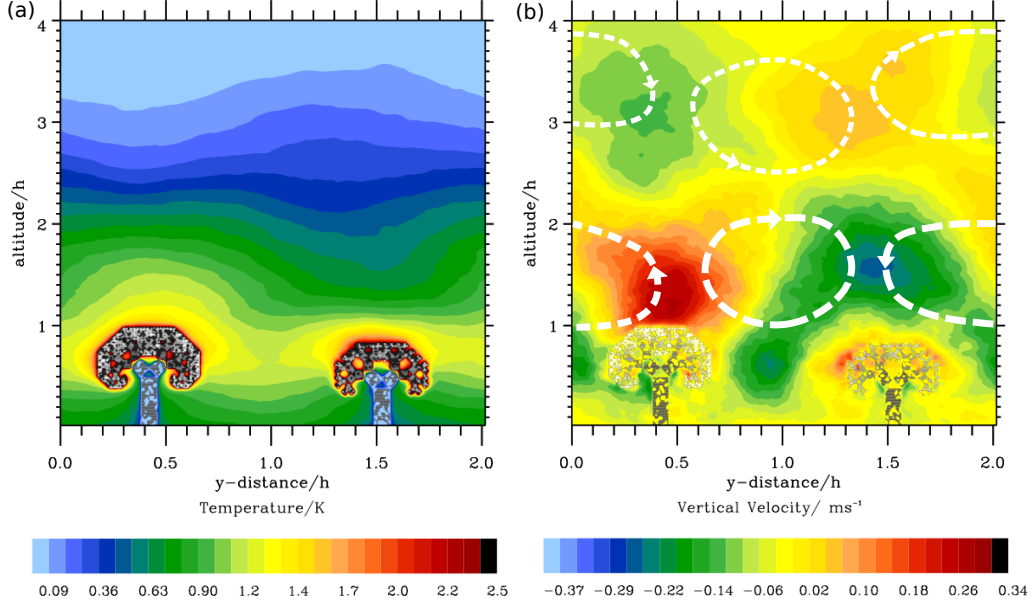 (a)
4
3
2
1
altitude/h
0.0 0.5 1.0 1.5 2.0
y−distance/h
Temperature/K
0.09 0.36 0.63 0.90 1.2 1.4 1.7 2.0 2.2 2.5
(b)
4
3
2
1
altitude/h
0.0 0.5 1.0 1.5 2.0
y−distance/h
Vertical Velocity/ ms⁻¹
−0.37 −0.29 −0.22 −0.14 −0.06 0.02 0.10 0.18 0.26 0.34